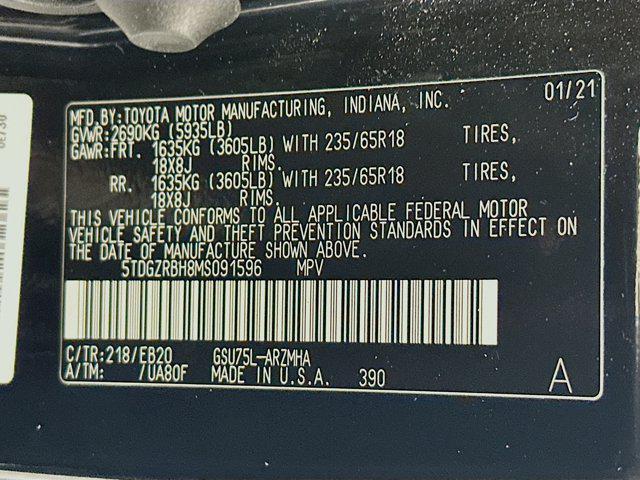 MFD.BY:TOYOTA MOTOR MANUFACTURING, INDIANA, INC. 01/21
GVWR:2690KG (5935LB)
GAWR:FRT. 1635KG (3605LB) WITH 235/65R18 TIRES,
18X8J RIMS.
RR. 1635KG (3605LB) WITH 235/65R18 TIRES,
18X8J RIMS.
THIS VEHICLE CONFORMS TO ALL APPLICABLE FEDERAL MOTOR
VEHICLE SAFETY AND THEFT PREVENTION STANDARDS IN EFFECT ON
THE DATE OF MANUFACTURE SHOWN ABOVE.
5TDGZRBH8MS091596 MPV
C/TR:218/EB20 GSU75L-ARZMHA
A/TM: /UA80F MADE IN U.S.A. 390 A